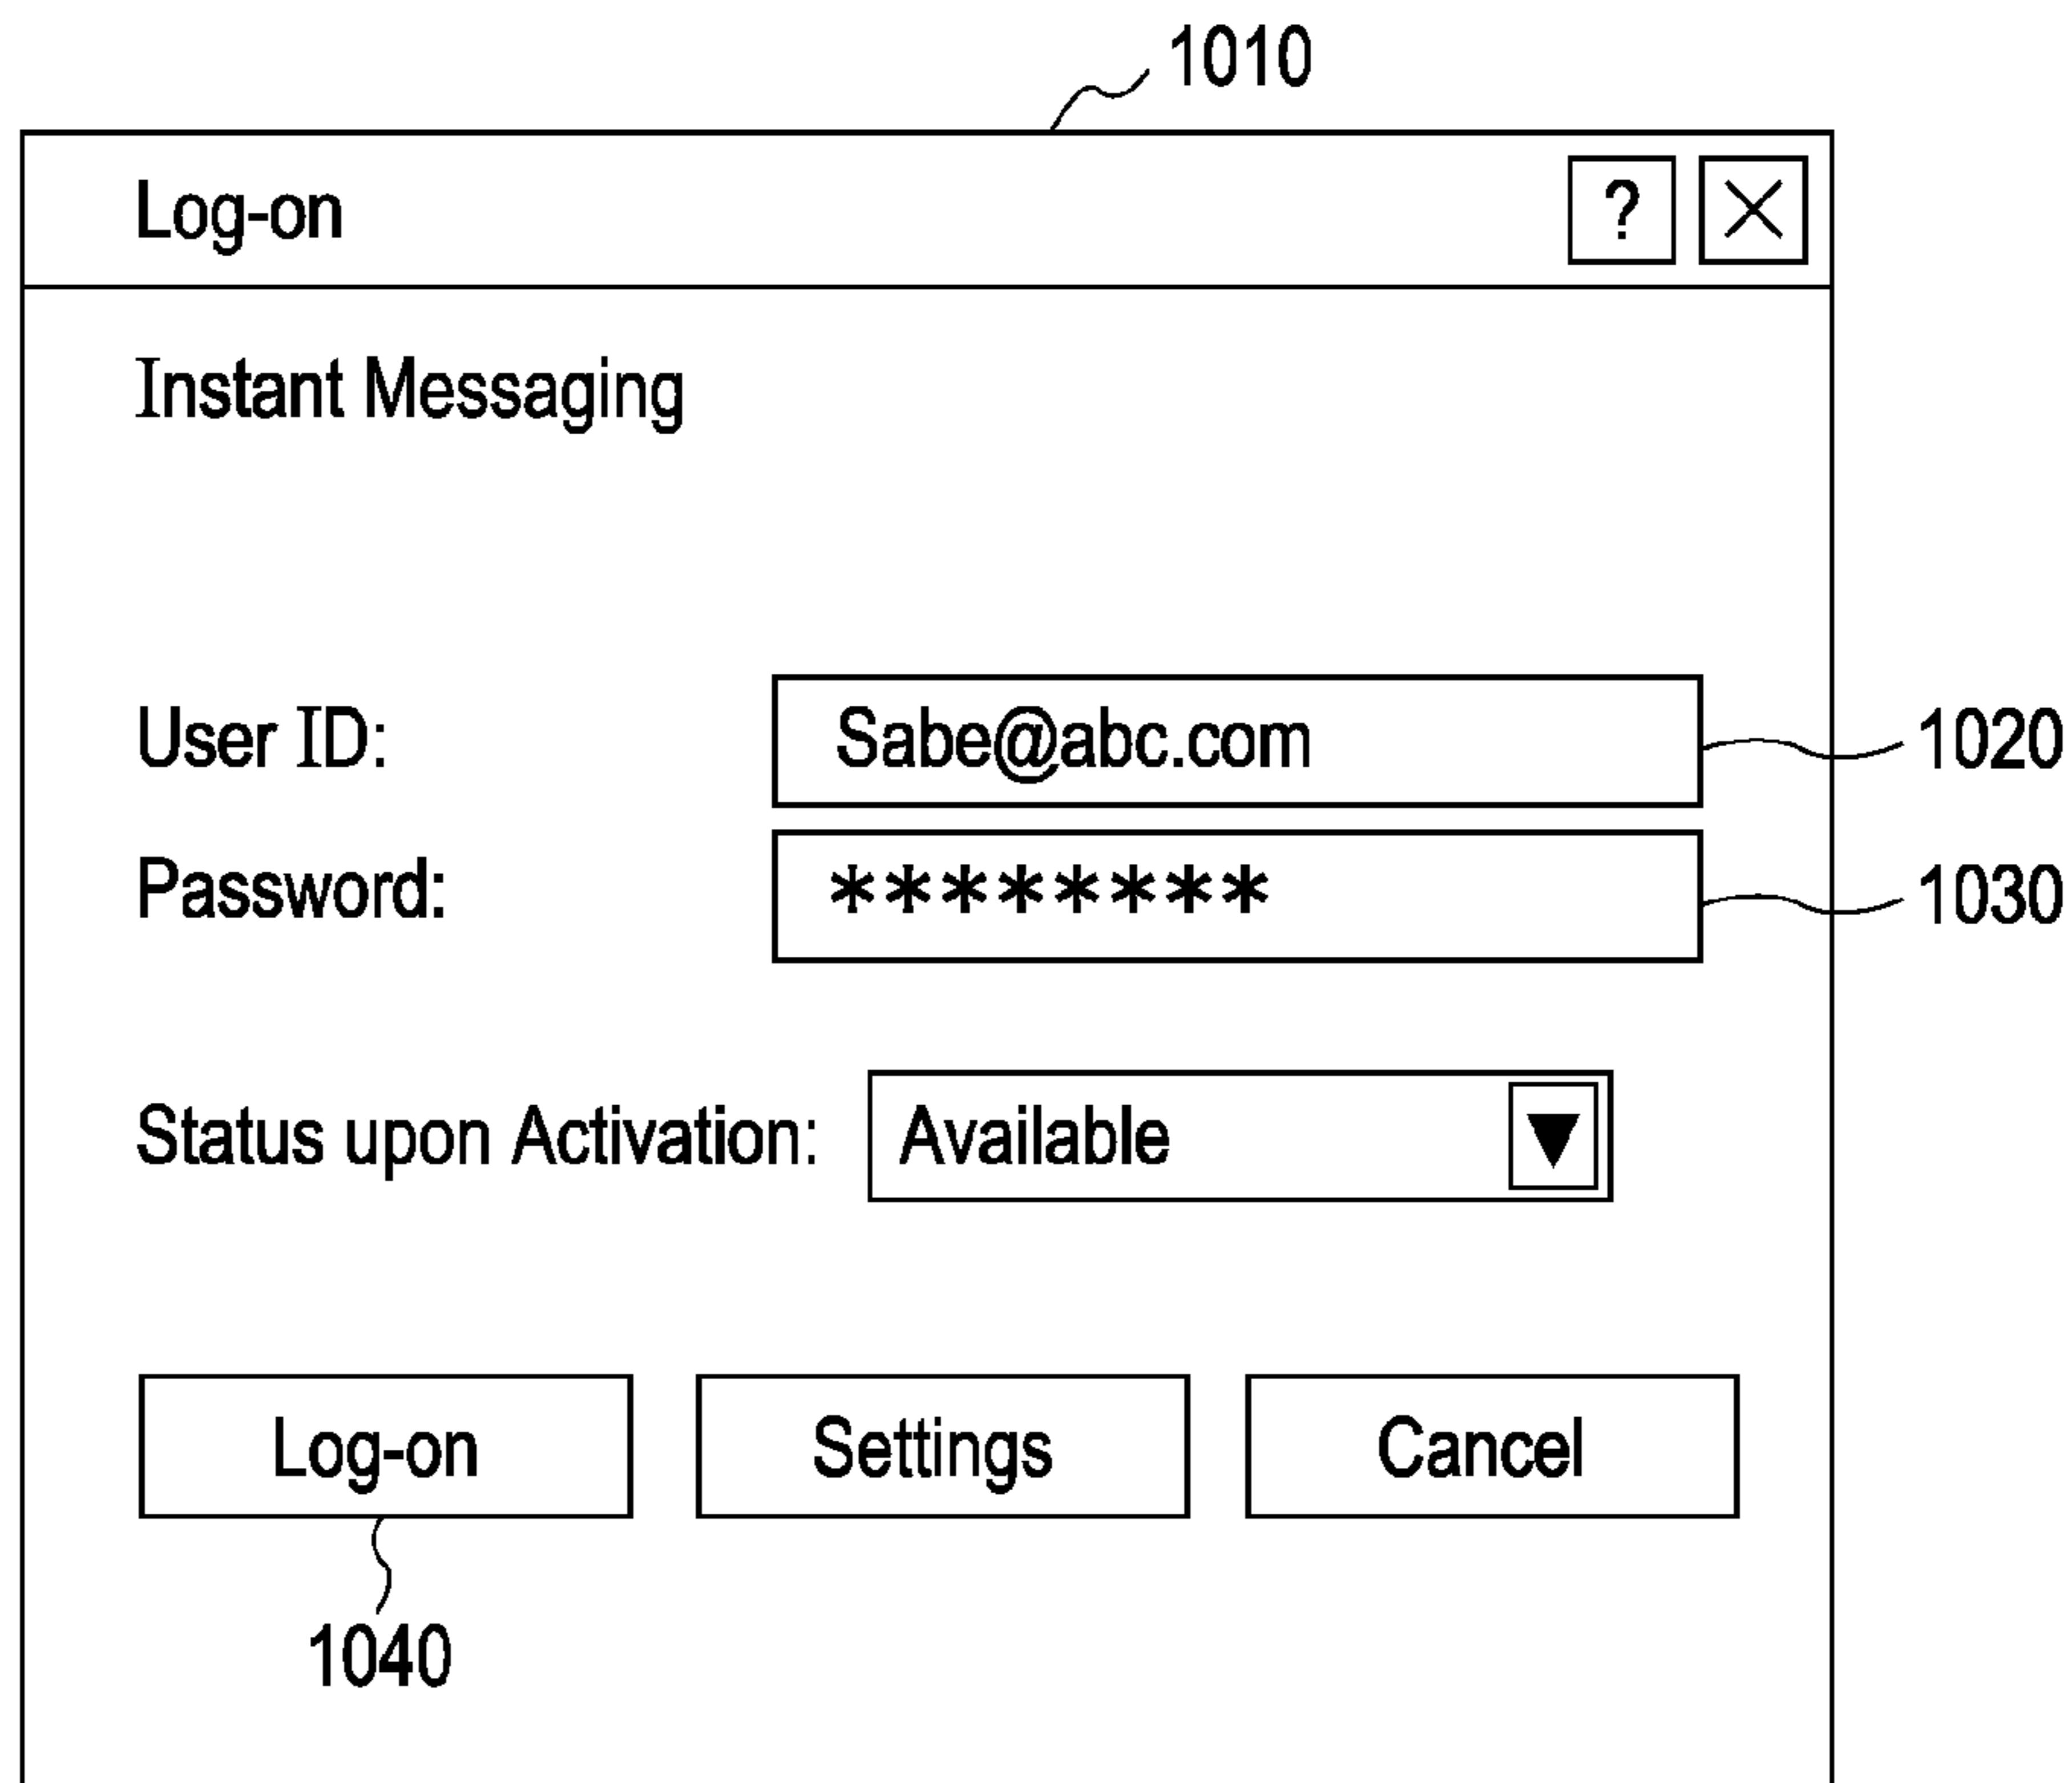 1010
Log-on ? X
Instant Messaging
User ID: Sabe@abc.com 1020
Password: ******** 1030
Status upon Activation: Available ▼
Log-on Settings Cancel
1040